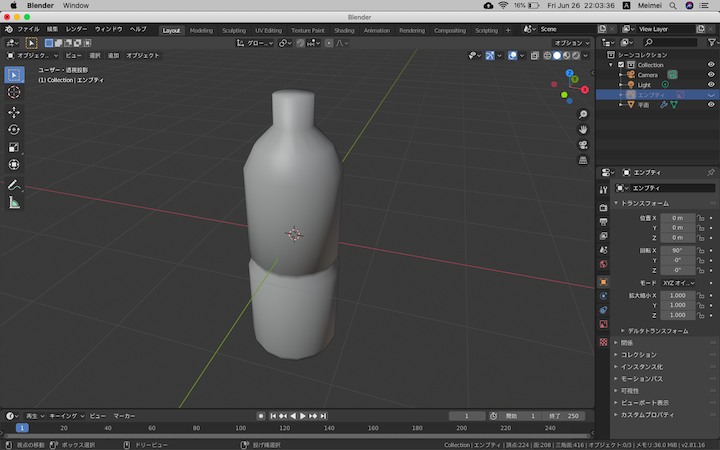 Blender Window 16% Fri Jun 26 22:03:36 Meimei
Blender
ファイル 編集 レンダー ウィンドウ ヘルプ Layout Modeling Sculpting UV Editing Texture Paint Shading Animation Rendering Compositing Scripting Scene View Layer
グロー.. オプション
オブジェク.. ビュー 選択 追加 オブジェクト
シーンコレクション
ユーザー・透視投影
(1) Collection | エンプティ
Collection
Camera
Light
エンプティ
平面
Z
Y
X
エンプティ
エンプティ
トランスフォーム
位置 X 0 m
Y 0 m
Z 0 m
回転 X 90°
Y -0°
Z 0°
モード XYZ オイ..
拡大縮小 X 1.000
Y 1.000
Z 1.000
デルタトランスフォーム
関係
コレクション
インスタンス化
モーションパス
可視性
ビューポート表示
カスタムプロパティ
再生 キーイング ビュー マーカー 1 開始 1 終了 250
1 20 40 60 80 100 120 140 160 180 200 220 240
視点の移動 ボックス選択 ドリービュー 投げ縄選択 Collection | エンプティ | 頂点:224 | 面:208 | 三角面:416 | オブジェクト:0/3 | メモリ:36.0 MiB | v2.81.16